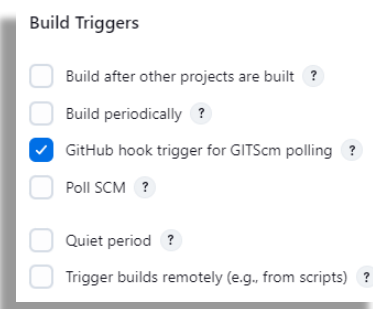 Build Triggers
Build after other projects are built ?
Build periodically ?
GitHub hook trigger for GITScm polling ?
Poll SCM ?
Quiet period ?
Trigger builds remotely (e.g., from scripts) ?